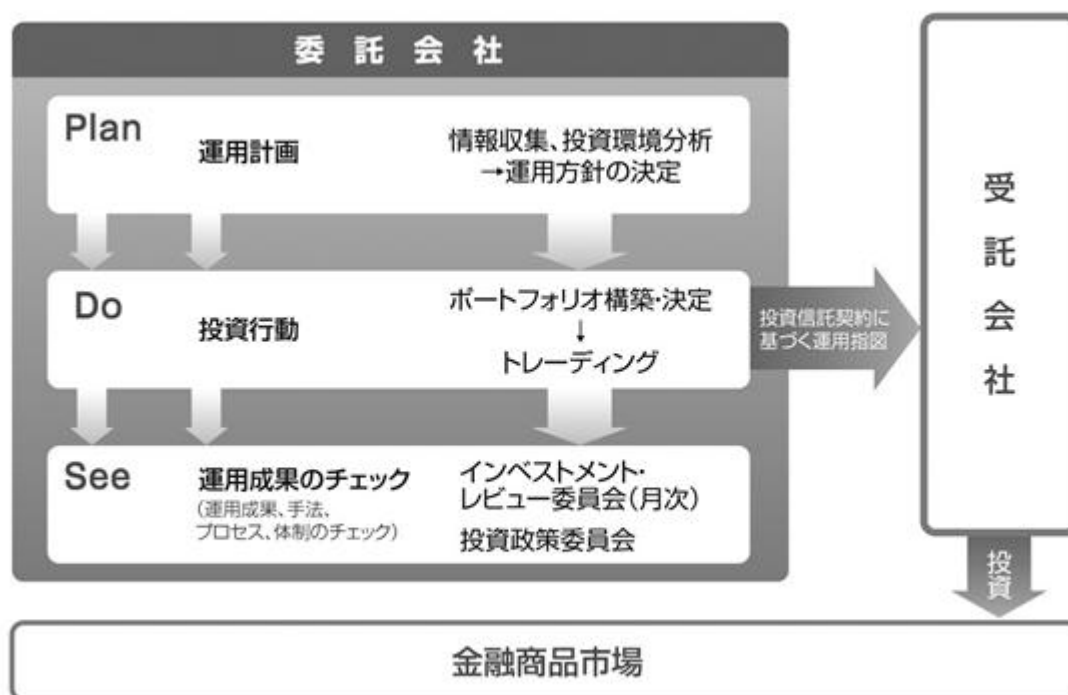 委託会社
Plan
運用計画
情報収集、投資環境分析
→運用方針の決定
Do
投資行動
ポートフォリオ構築・決定
↓
トレーディング
投資信託契約に
基づく運用指図
See
運用成果のチェック
(運用成果、手法、
プロセス、体制のチェック)
インベストメント・
レビュー委員会(月次)
投資政策委員会
受託会社
投資
金融商品市場